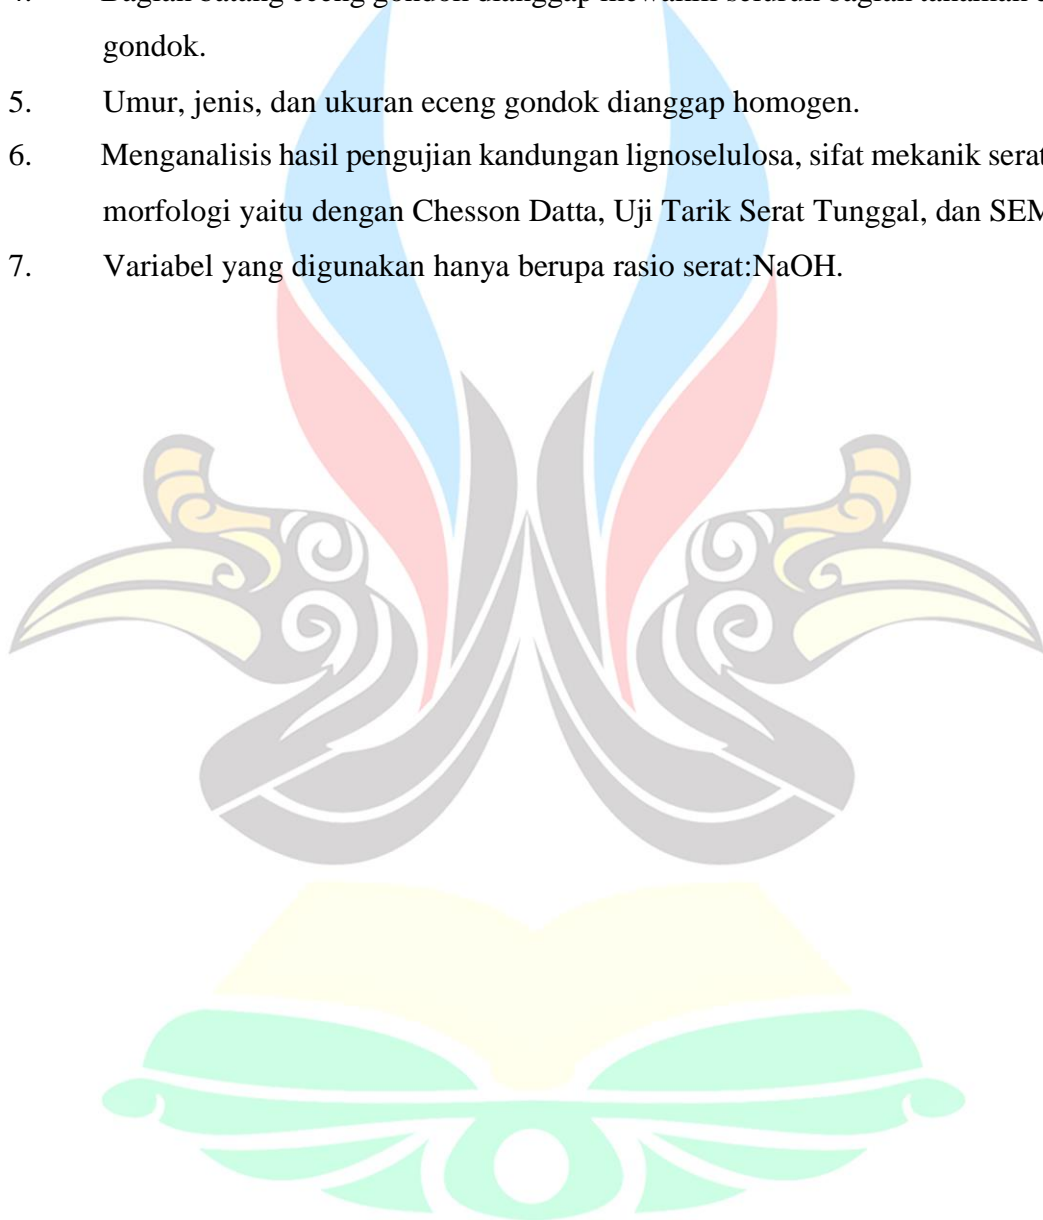 gondok.
5. Umur, jenis, dan ukuran eceng gondok dianggap homogen.
6. Menganalisis hasil pengujian kandungan lignoselulosa, sifat mekanik serat
morfologi yaitu dengan Chesson Datta, Uji Tarik Serat Tunggal, dan SEM
7. Variabel yang digunakan hanya berupa rasio serat:NaOH.